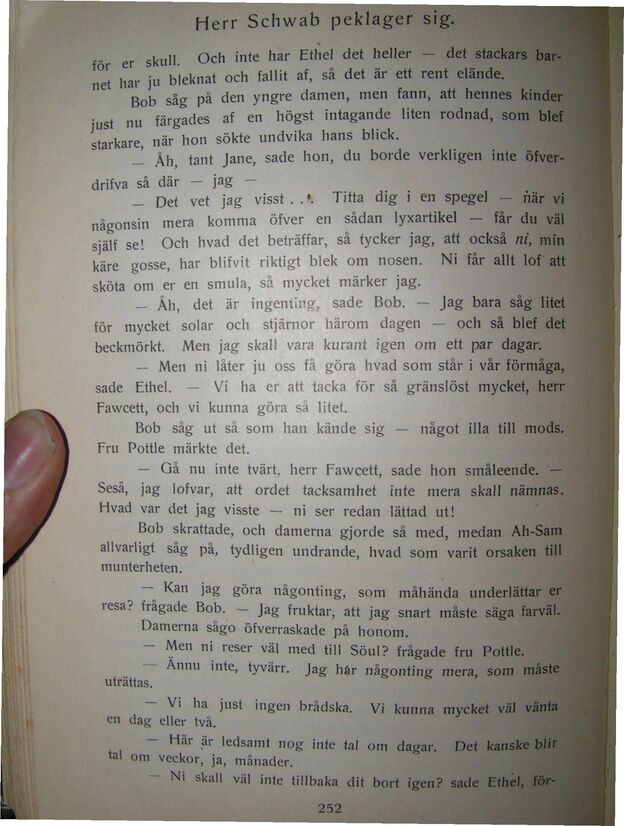 Herr Schwab peklager sig.
för er skull. Och inte har Ethel det heller — det stackars bar-
net har ju bleknat och fallit af, så det är ett rent elände.
Bob såg på den yngre damen, men fann, att hennes kinder
just nu färgades af en högst intagande liten rodnad, som blef
starkare, när hon sökte undvika hans blick.
— Åh, tant Jane, sade hon, du borde verkligen inte öfver-
drifva så där — jag —
— Det vet jag visst . . . Titta dig i en spegel — när vi
någonsin mera komma öfver en sådan lyxartikel — får du väl
själf se! Och hvad det beträffar, så tycker jag, att också ni, min
käre gosse, har blifvit riktigt blek om nosen. Ni får allt lof att
sköta om er en smula, så mycket märker jag.
— Åh, det är ingenting, sade Bob. — Jag bara såg litet
för mycket solar och stjärnor härom dagen — och så blef det
beckmörkt. Men jag skall vara kurant igen om ett par dagar.
— Men ni låter ju oss få göra hvad som står i vår förmåga,
sade Ethel. — Vi ha er att tacka för så gränslöst mycket, herr
Fawcett, och vi kunna göra så litet.
Bob såg ut så som han kände sig — något illa till mods.
Fru Pottle märkte det.
— Gå nu inte tvärt, herr Fawcett, sade hon småleende. —
Seså, jag lofvar, att ordet tacksamhet inte mera skall nämnas.
Hvad var det jag visste — ni ser redan lättad ut!
Bob skrattade, och damerna gjorde så med, medan Ah-Sam
allvarligt såg på, tydligen undrande, hvad som varit orsaken till
munterheten.
— Kan jag göra någonting, som måhända underlättar er
resa? frågade Bob. — Jag fruktar, att jag snart måste säga farväl.
Damerna sågo öfverraskade på honom.
— Men ni reser väl med till Söul? frågade fru Pottle.
— Ännu inte, tyvärr. Jag har någonting mera, som måste
uträttas.
— Vi ha just ingen brådska. Vi kunna mycket väl vänta
en dag eller två.
— Här är ledsamt nog inte tal om dagar. Det kanske blir
tal om veckor, ja, månader.
— Ni skall väl inte tillbaka dit bort igen? sade Ethel, för-
252